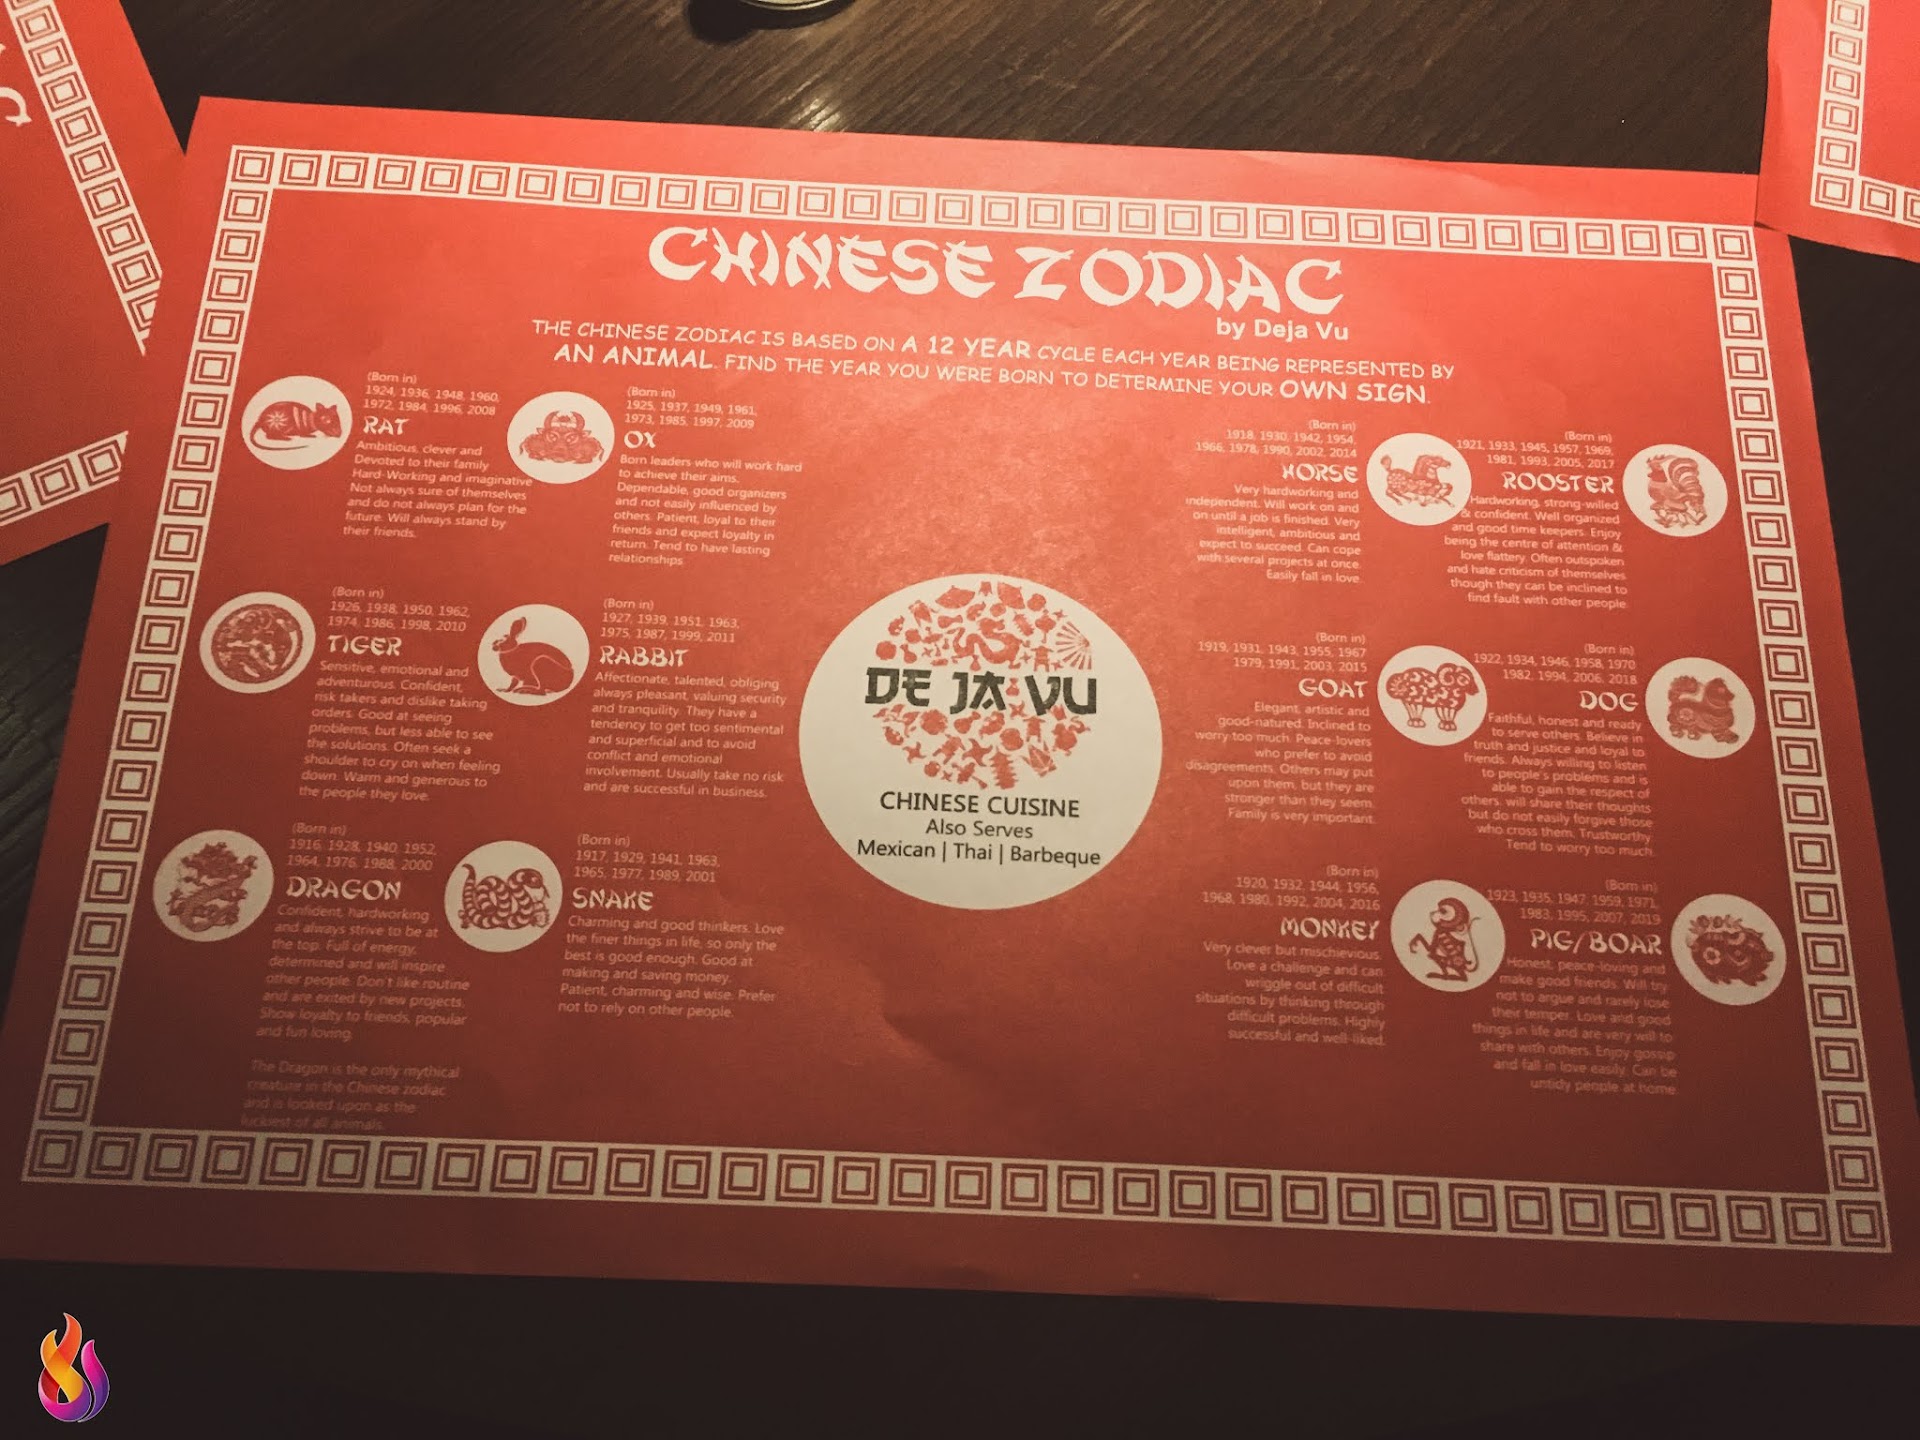 CHINESE ZODIAC
by Deja Vu
THE CHINESE ZODIAC IS BASED ON A 12 YEAR CYCLE EACH YEAR BEING REPRESENTED BY
AN ANIMAL. FIND THE YEAR YOU WERE BORN TO DETERMINE YOUR OWN SIGN.
(Born in)
1924, 1936, 1948, 1960,
1972, 1984, 1996, 2008
RAT
Ambitious, clever and
Devoted to their family
Hard-Working and imaginative
Not always sure of themselves
and do not always plan for the
future. Will always stand by
their friends.
(Born in)
1925, 1937, 1949, 1961,
1973, 1985, 1997, 2009
OX
Born leaders who will work hard
to achieve their aims.
Dependable, good organizers
and not easily influenced by
others. Patient, loyal to their
friends and expect loyalty in
return. Tend to have lasting
relationships
(Born in)
1926, 1938, 1950, 1962,
1974, 1986, 1998, 2010
TIGER
Sensitive, emotional and
adventurous. Confident,
risk takers and dislike taking
orders. Good at seeing
problems, but less able to see
the solutions. Often seek a
shoulder to cry on when feeling
down. Warm and generous to
the people they love.
(Born in)
1927, 1939, 1951, 1963,
1975, 1987, 1999, 2011
RABBIT
Affectionate, talented, obliging
always pleasant, valuing security
and tranquility. They have a
tendency to get too sentimental
and superficial and to avoid
conflict and emotional
involvement. Usually take no risk
and are successful in business.
(Born in)
1916, 1928, 1940, 1952,
1964, 1976, 1988, 2000
DRAGON
Confident, hardworking
and always strive to be at
the top. Full of energy,
determined and will inspire
other people. Don't like routine
and are exited by new projects.
Show loyalty to friends, popular
and fun loving.
The Dragon is the only mythical
creature in the Chinese zodiac
and is looked upon as the
luckiest of all animals.
(Born in)
1917, 1929, 1941, 1963,
1965, 1977, 1989, 2001
SNAKE
Charming and good thinkers. Love
the finer things in life, so only the
best is good enough. Good at
making and saving money.
Patient, charming and wise. Prefer
not to rely on other people.
DE JA VU
CHINESE CUISINE
Also Serves
Mexican | Thai | Barbeque
(Born in)
1918, 1930, 1942, 1954,
1966, 1978, 1990, 2002, 2014
HORSE
Very hardworking and
independent. Will work on and
on until a job is finished. Very
intelligent, ambitious and
expect to succeed. Can cope
with several projects at once.
Easily fall in love.
(Born in)
1921, 1933, 1945, 1957, 1969,
1981, 1993, 2005, 2017
ROOSTER
Hardworking, strong-willed
& confident. Well organized
and good time keepers. Enjoy
being the centre of attention &
love flattery. Often outspoken
and hate criticism of themselves
though they can be inclined to
find fault with other people.
(Born in)
1919, 1931, 1943, 1955, 1967
1979, 1991, 2003, 2015
GOAT
Elegant, artistic and
good-natured. Inclined to
worry too much. Peace-lovers
who prefer to avoid
disagreements. Others may put
upon them, but they are
stronger than they seem.
Family is very important.
(Born in)
1922, 1934, 1946, 1958, 1970
1982, 1994, 2006, 2018
DOG
Faithful, honest and ready
to serve others. Believe in
truth and justice and loyal to
friends. Always willing to listen
to people's problems and is
able to gain the respect of
others. will share their thoughts
but do not easily forgive those
who cross them. Trustworthy.
Tend to worry too much.
(Born in)
1920, 1932, 1944, 1956,
1968, 1980, 1992, 2004, 2016
MONKEY
Very clever but mischievious.
Love a challenge and can
wriggle out of difficult
situations by thinking through
difficult problems. Highly
successful and well-liked.
(Born in)
1923, 1935, 1947, 1959, 1971,
1983, 1995, 2007, 2019
PIG/BOAR
Honest, peace-loving and
make good friends. Will try
not to argue and rarely lose
their temper. Love and good
things in life and are very will to
share with others. Enjoy gossip
and fall in love easily. Can be
untidy people at home.